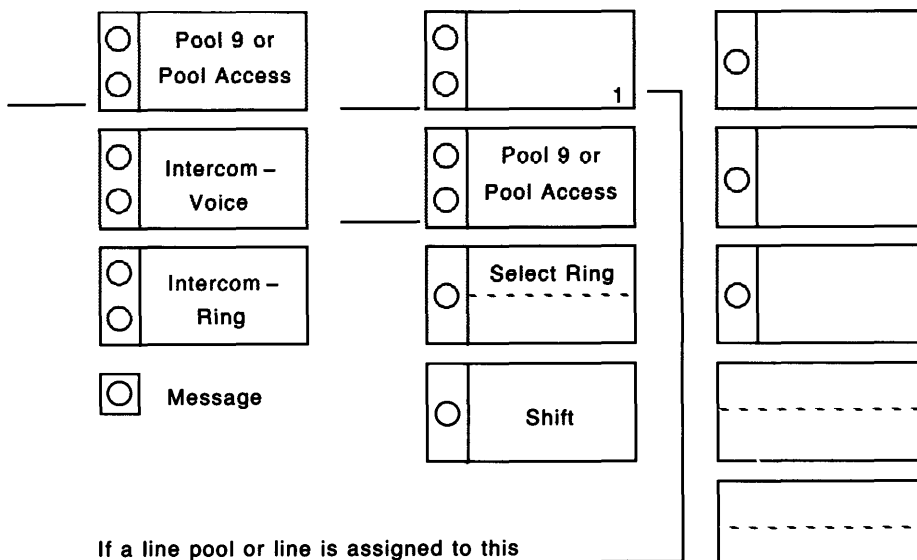 Pool 9 or
Pool Access
Intercom –
Voice
Intercom –
Ring
Message
1
Pool 9 or
Pool Access
Select Ring
Shift
If a line pool or line is assigned to this